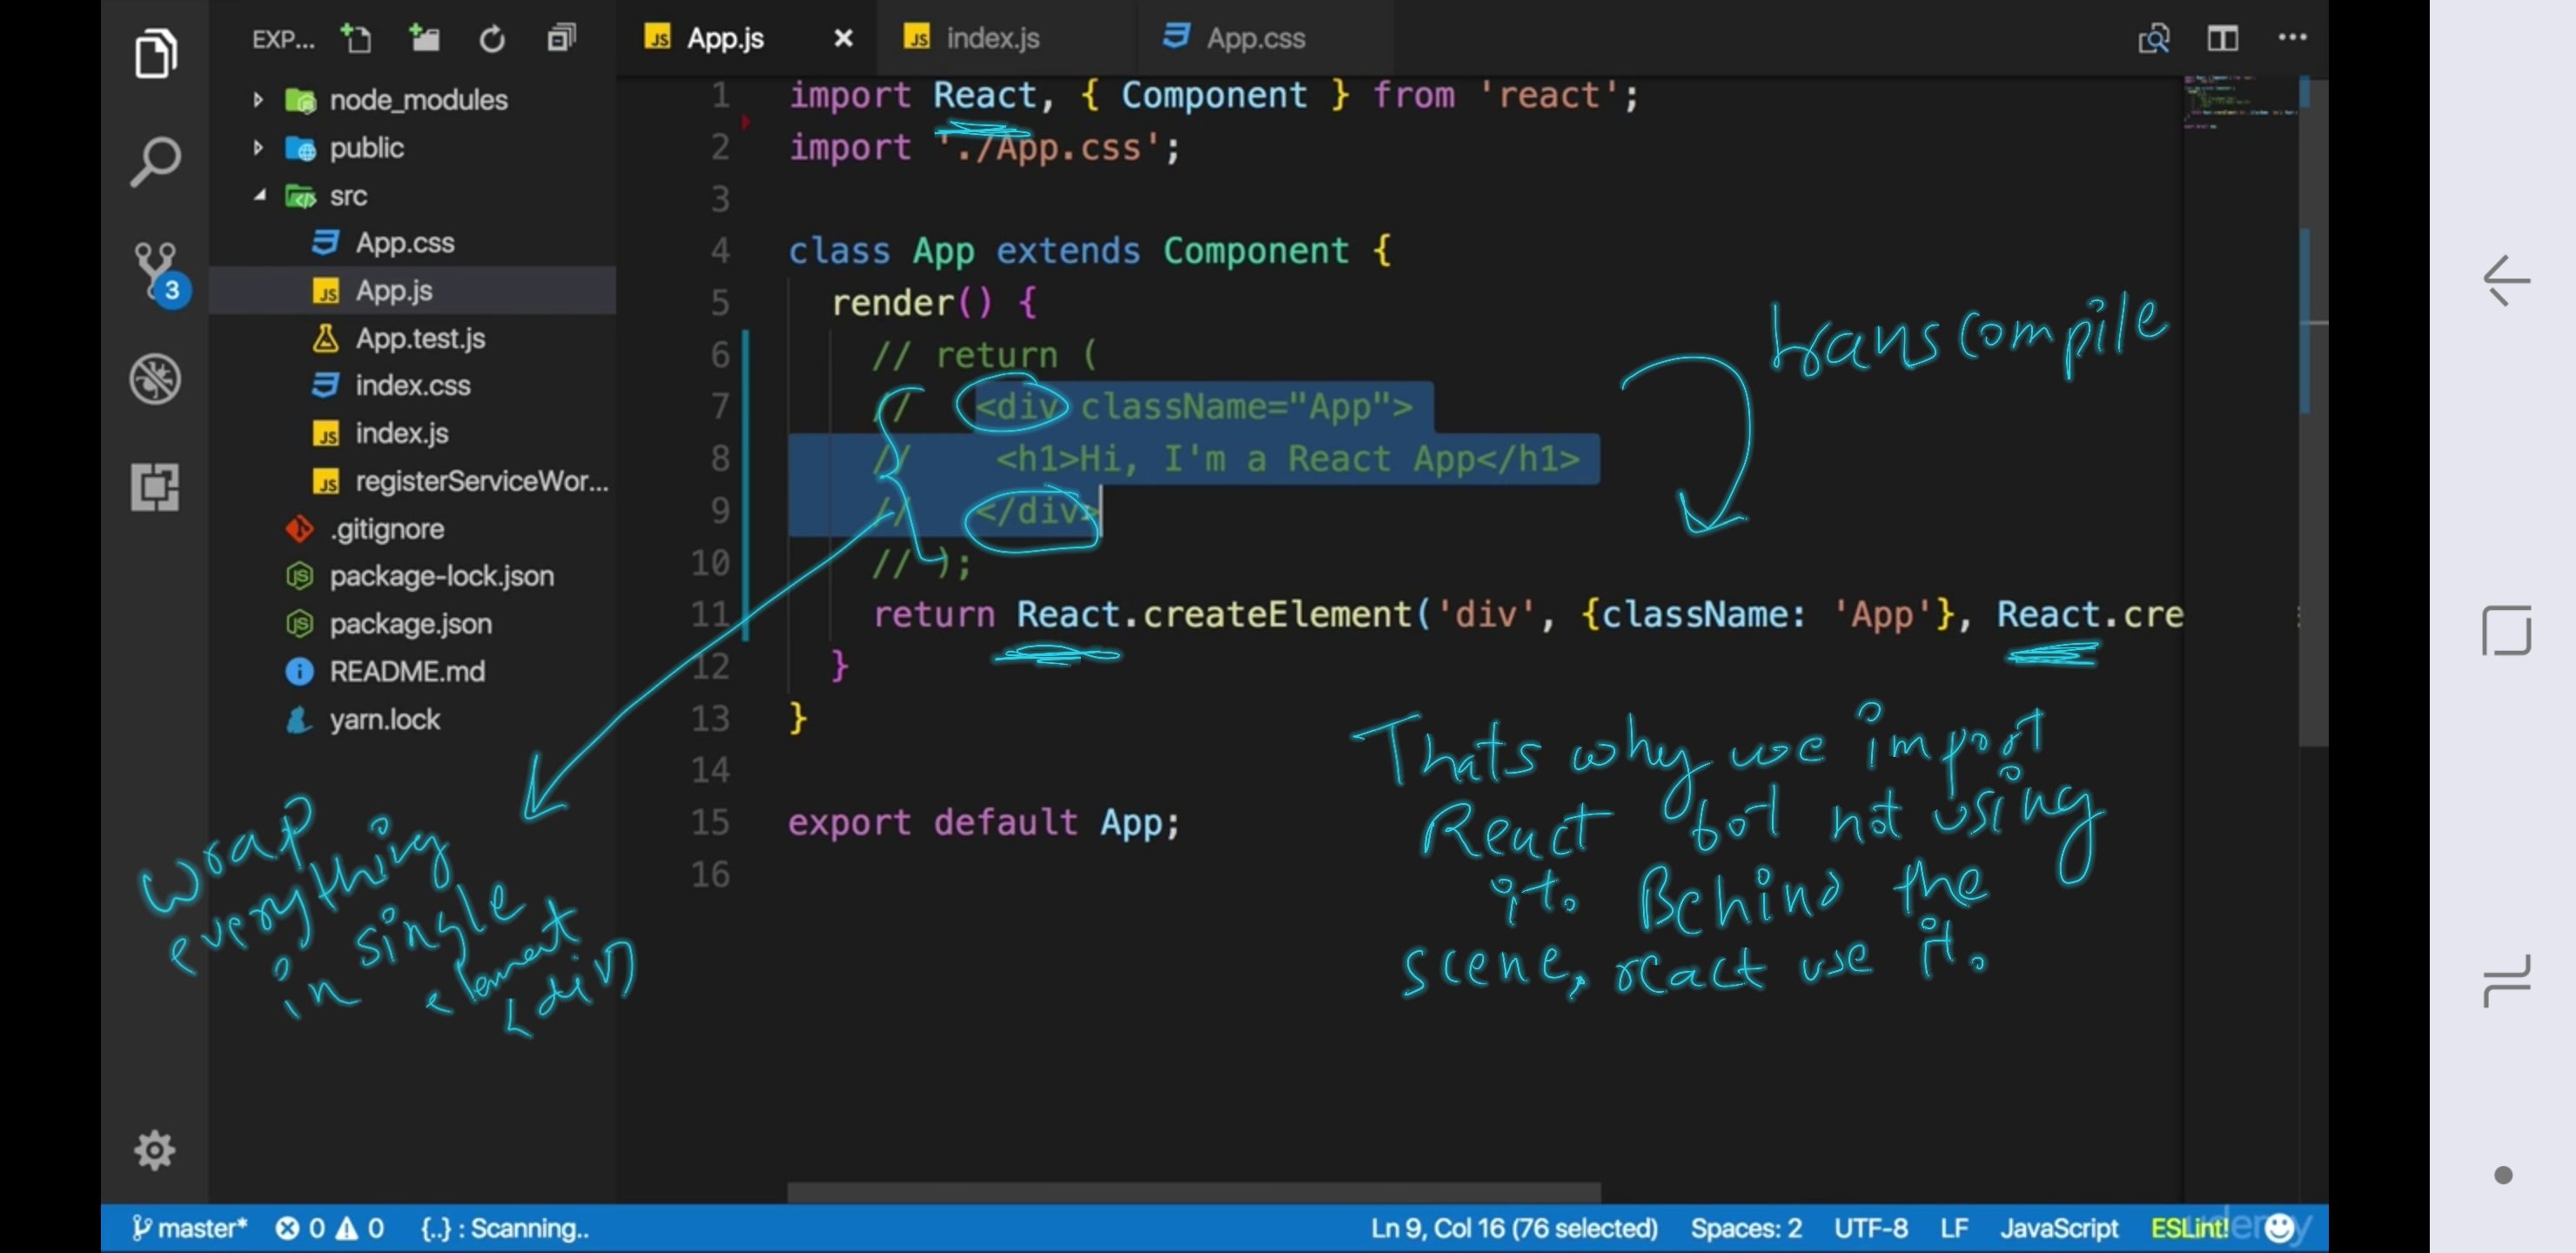 EXP...
App.js
index.js
App.css
node_modules
public
src
App.css
App.js
App.test.js
index.css
index.js
registerServiceWor...
.gitignore
package-lock.json
package.json
README.md
yarn.lock
3
1 import React, { Component } from 'react';
2 import './App.css';
3
4 class App extends Component {
5 render() {
6 // return (
7 // <div className="App">
8 // <h1>Hi, I'm a React App</h1>
9 // </div>
10 // );
11 return React.createElement('div', {className: 'App'}, React.cre
12 }
13 }
14
15 export default App;
16
transcompile
Thats why we import
React bot not using
it. Behind the
scene, react use it.
wrap
everything
in single
element
(div)
master* 0 0 {..} : Scanning.. Ln 9, Col 16 (76 selected) Spaces: 2 UTF-8 LF JavaScript ESLint!
udemy